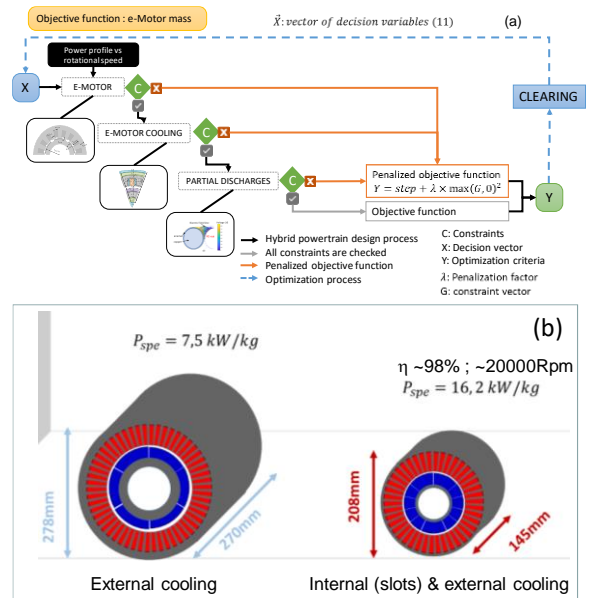 Objective function : e-Motor mass
X⃗: vector of decision variables (11)
(a)
Power profile vs
rotational speed
X
E-MOTOR
C
CLEARING
E-MOTOR COOLING
C
PARTIAL DISCHARGES
C
Penalized objective function
Y = step + λ × max(G, 0)²
Y
Objective function
Hybrid powertrain design process
All constraints are checked
Penalized objective function
Optimization process
C: Constraints
X: Decision vector
Y: Optimization criteria
λ: Penalization factor
G: constraint vector
(b)
P_spe = 7,5 kW/kg
η ~98% ; ~20000Rpm
P_spe = 16,2 kW/kg
278mm
270mm
208mm
145mm
External cooling
Internal (slots) & external cooling